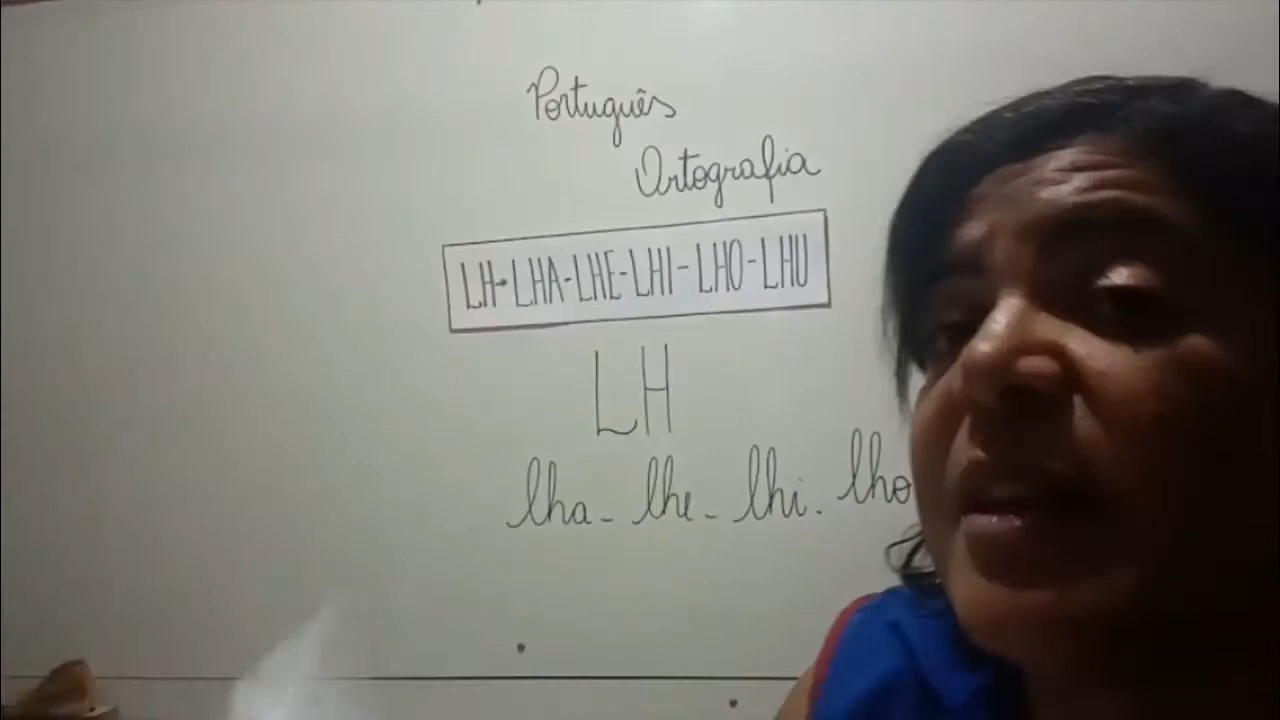 Português
Ortografia
LH-LHA-LHE-LHI-LHO-LHU
LH
lha - lhe - lhi - lho